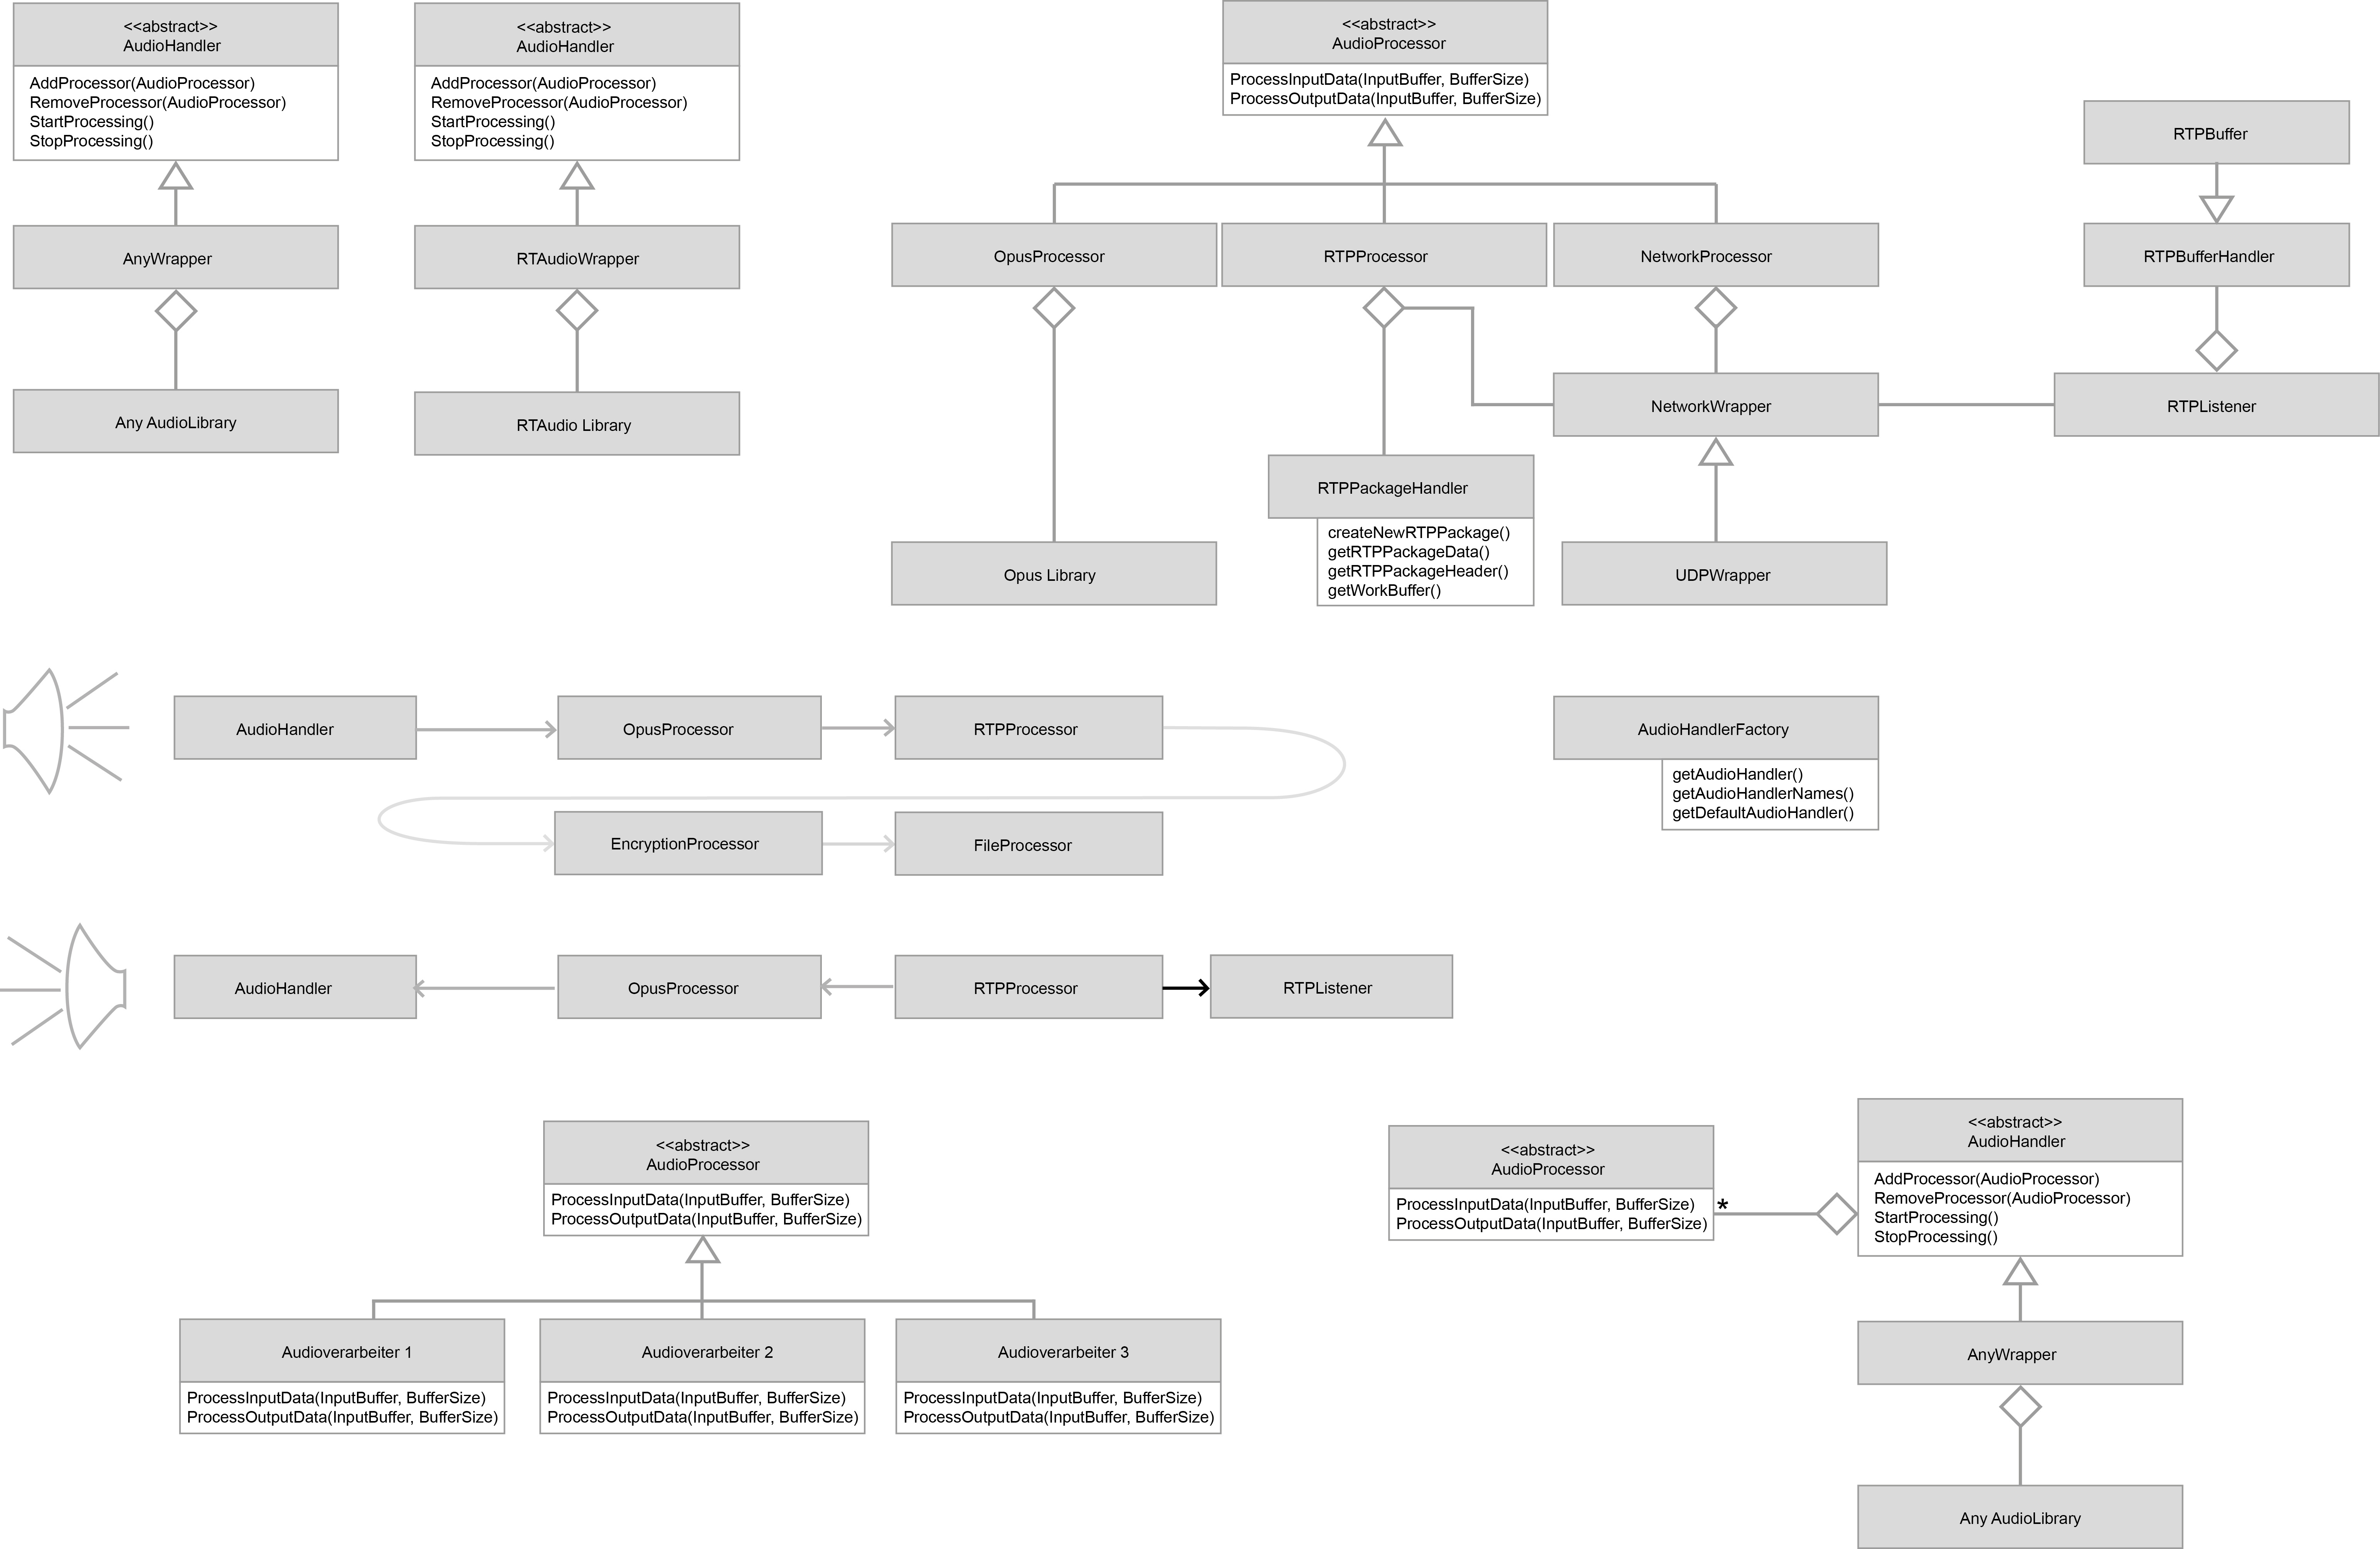 <<abstract>>
AudioHandler
AddProcessor(AudioProcessor)
RemoveProcessor(AudioProcessor)
StartProcessing()
StopProcessing()
AnyWrapper
Any AudioLibrary
<<abstract>>
AudioHandler
AddProcessor(AudioProcessor)
RemoveProcessor(AudioProcessor)
StartProcessing()
StopProcessing()
RTAudioWrapper
RTAudio Library
<<abstract>>
AudioProcessor
ProcessInputData(InputBuffer, BufferSize)
ProcessOutputData(InputBuffer, BufferSize)
OpusProcessor
RTPProcessor
NetworkProcessor
RTPBuffer
RTPBufferHandler
NetworkWrapper
RTPListener
RTPPackageHandler
createNewRTPPackage()
getRTPPackageData()
getRTPPackageHeader()
getWorkBuffer()
Opus Library
UDPWrapper
AudioHandler
OpusProcessor
RTPProcessor
EncryptionProcessor
FileProcessor
AudioHandlerFactory
getAudioHandler()
getAudioHandlerNames()
getDefaultAudioHandler()
AudioHandler
OpusProcessor
RTPProcessor
RTPListener
<<abstract>>
AudioProcessor
ProcessInputData(InputBuffer, BufferSize)
ProcessOutputData(InputBuffer, BufferSize)
Audioverarbeiter 1
ProcessInputData(InputBuffer, BufferSize)
ProcessOutputData(InputBuffer, BufferSize)
Audioverarbeiter 2
ProcessInputData(InputBuffer, BufferSize)
ProcessOutputData(InputBuffer, BufferSize)
Audioverarbeiter 3
ProcessInputData(InputBuffer, BufferSize)
ProcessOutputData(InputBuffer, BufferSize)
<<abstract>>
AudioProcessor
ProcessInputData(InputBuffer, BufferSize)
ProcessOutputData(InputBuffer, BufferSize)
*
<<abstract>>
AudioHandler
AddProcessor(AudioProcessor)
RemoveProcessor(AudioProcessor)
StartProcessing()
StopProcessing()
AnyWrapper
Any AudioLibrary